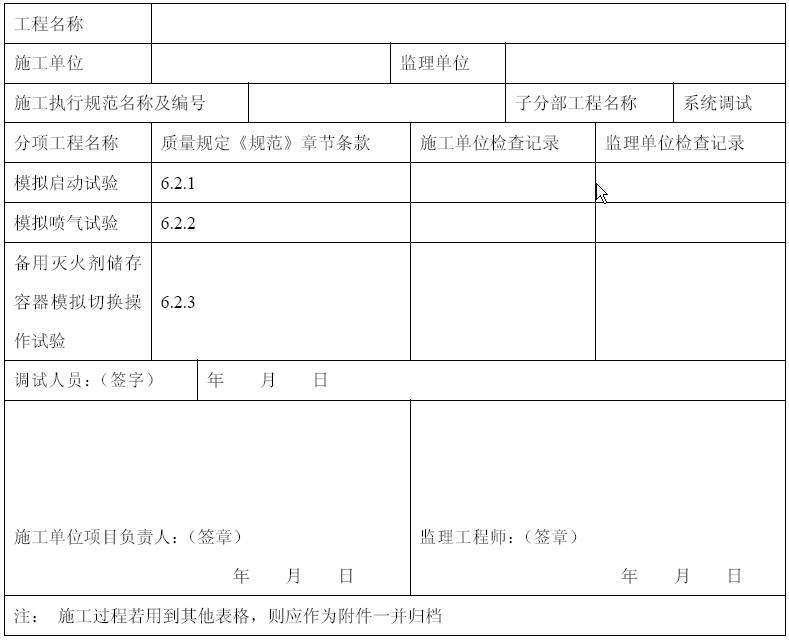 工程名称
施工单位 监理单位
施工执行规范名称及编号 子分部工程名称 系统调试
分项工程名称 质量规定《规范》章节条款 施工单位检查记录 监理单位检查记录
模拟启动试验 6.2.1
模拟喷气试验 6.2.2
备用灭火剂储存
容器模拟切换操 6.2.3
作试验
调试人员：（签字） 年 月 日
施工单位项目负责人：（签章） 监理工程师：（签章）
年 月 日 年 月 日
注： 施工过程若用到其他表格，则应作为附件一并归档